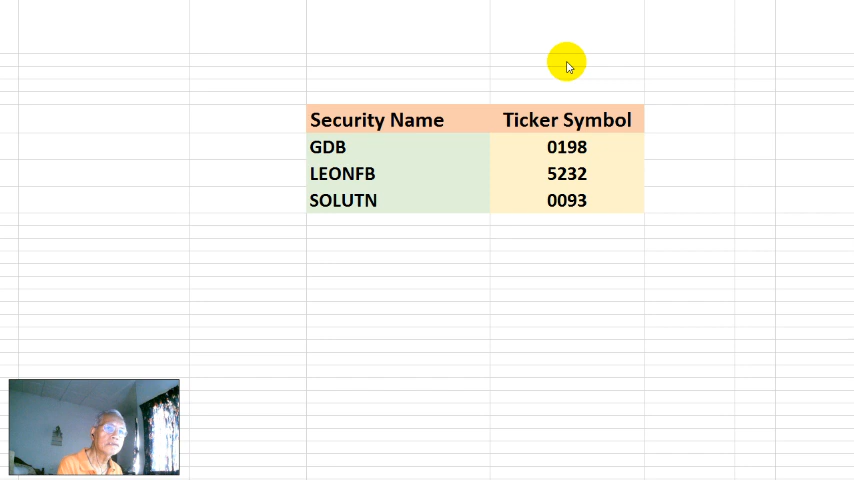 Security Name Ticker Symbol
GDB 0198
LEONFB 5232
SOLUTN 0093